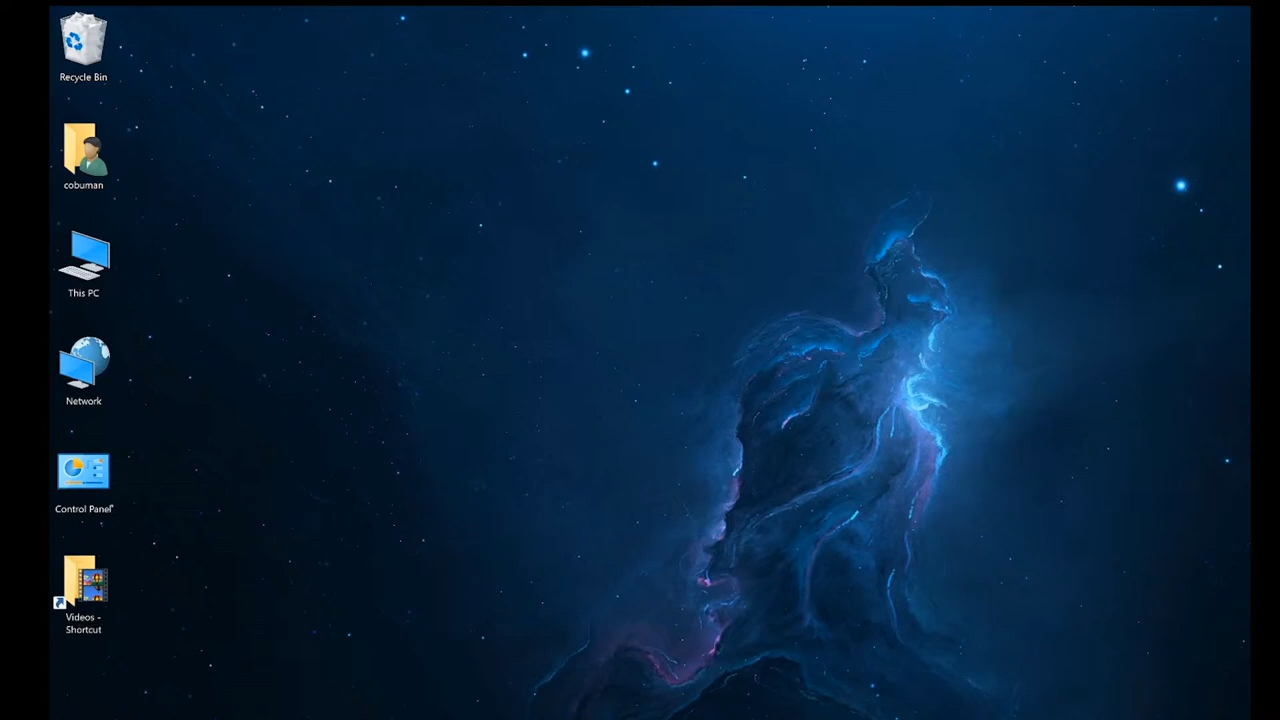 Recycle Bin
cobuman
This PC
Network
Control Panel
Videos -
Shortcut